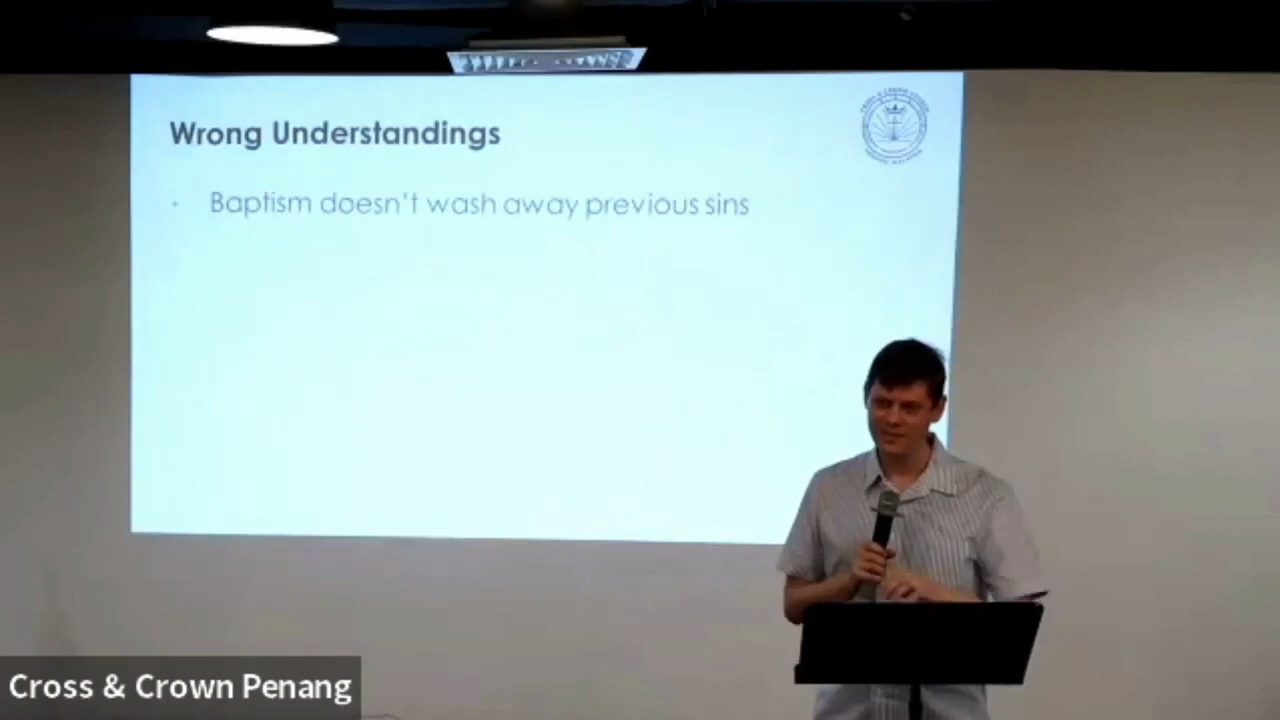 Wrong Understandings
· Baptism doesn't wash away previous sins
Cross & Crown Penang